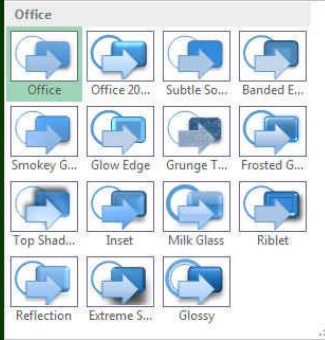 Office
Office Office 20... Subtle So... Banded E...
Smokey G... Glow Edge Grunge T... Frosted G...
Top Shad... Inset Milk Glass Riblet
Reflection Extreme S... Glossy